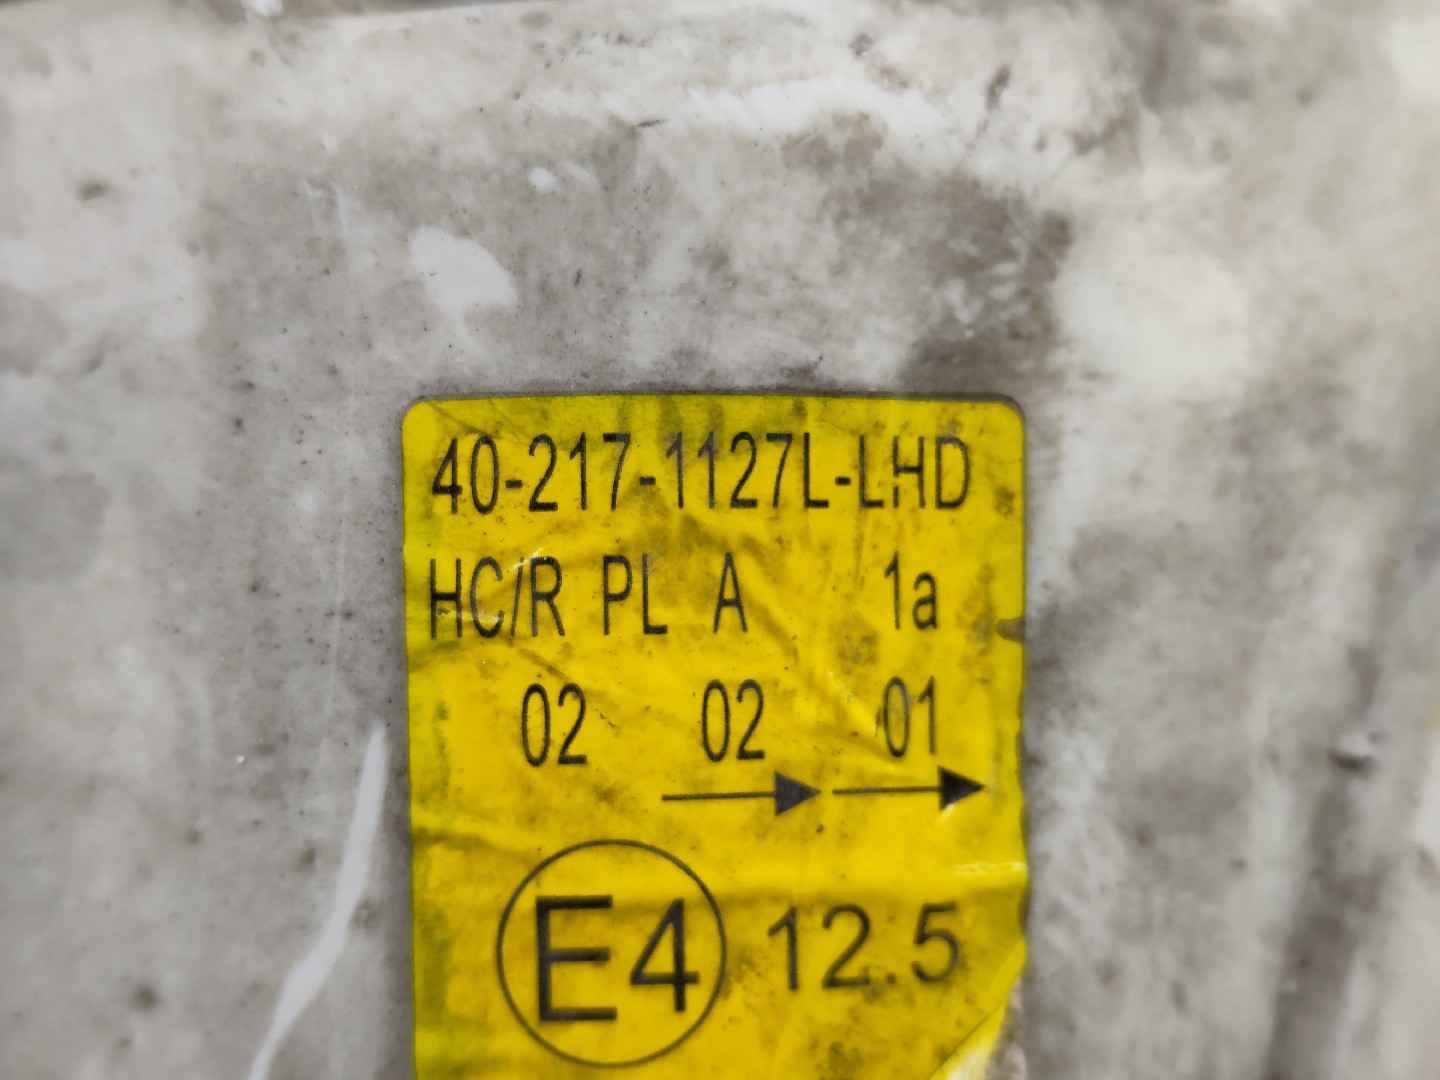 40-217-1127L-LHD
HC/R PL A 1a
02 02 01
E4 12.5